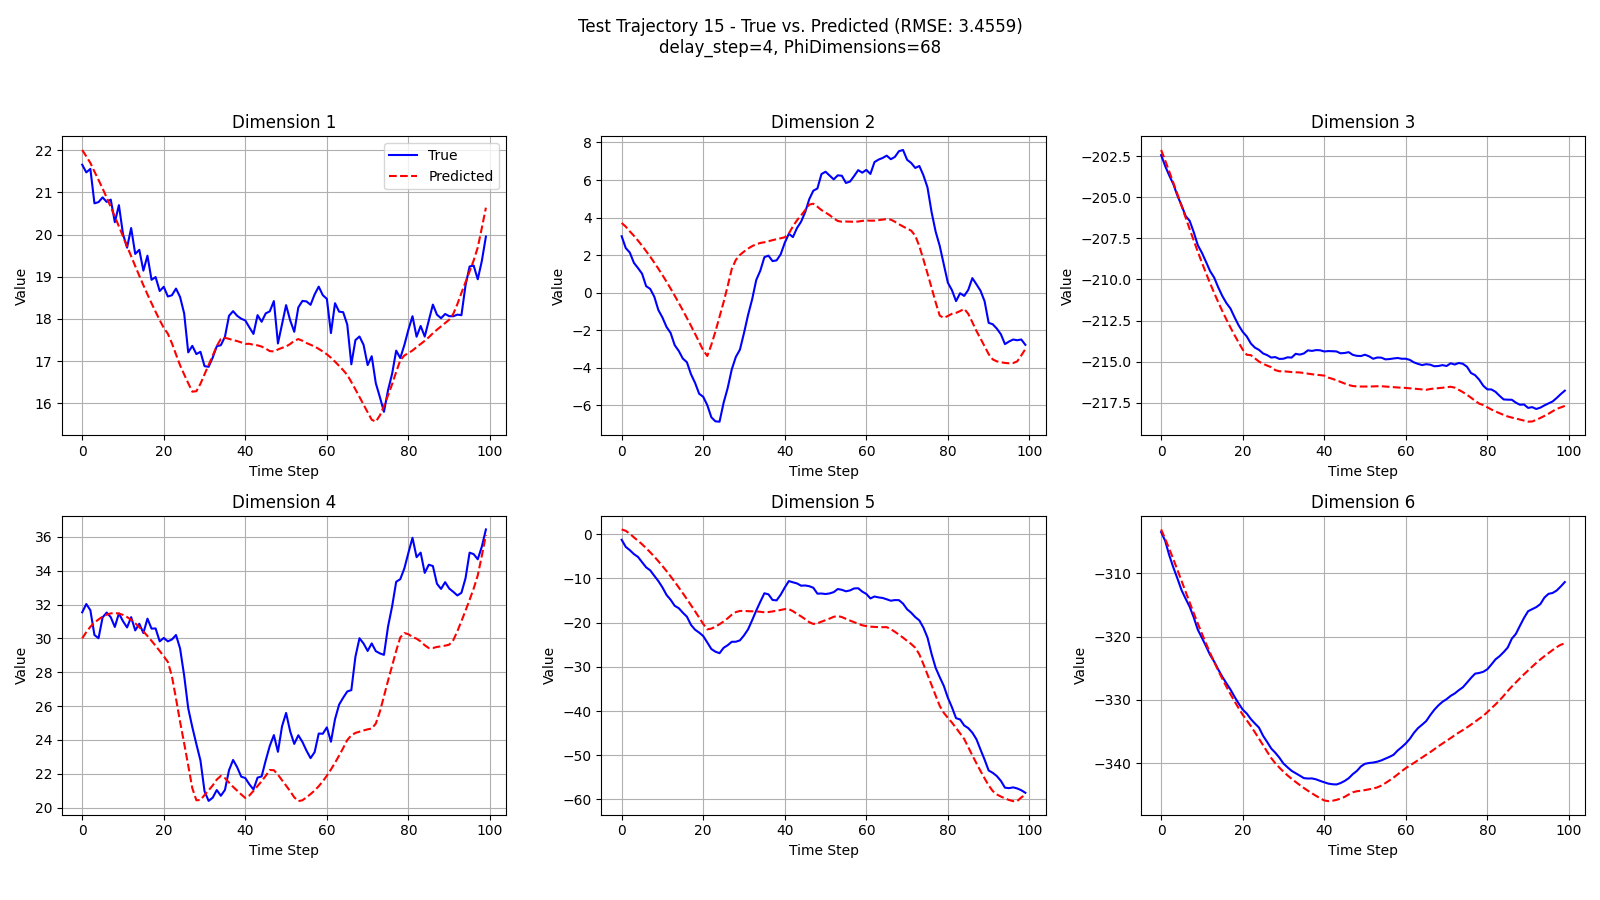 Test Trajectory 15 - True vs. Predicted (RMSE: 3.4559)
delay_step=4, PhiDimensions=68
Dimension 1
True
Predicted
22
21
20
19
18
17
16
Value
0 20 40 60 80 100
Time Step
Dimension 2
8
6
4
2
0
−2
−4
−6
Value
0 20 40 60 80 100
Time Step
Dimension 3
−202.5
−205.0
−207.5
−210.0
−212.5
−215.0
−217.5
Value
0 20 40 60 80 100
Time Step
Dimension 4
36
34
32
30
28
26
24
22
20
Value
0 20 40 60 80 100
Time Step
Dimension 5
0
−10
−20
−30
−40
−50
−60
Value
0 20 40 60 80 100
Time Step
Dimension 6
−310
−320
−330
−340
Value
0 20 40 60 80 100
Time Step